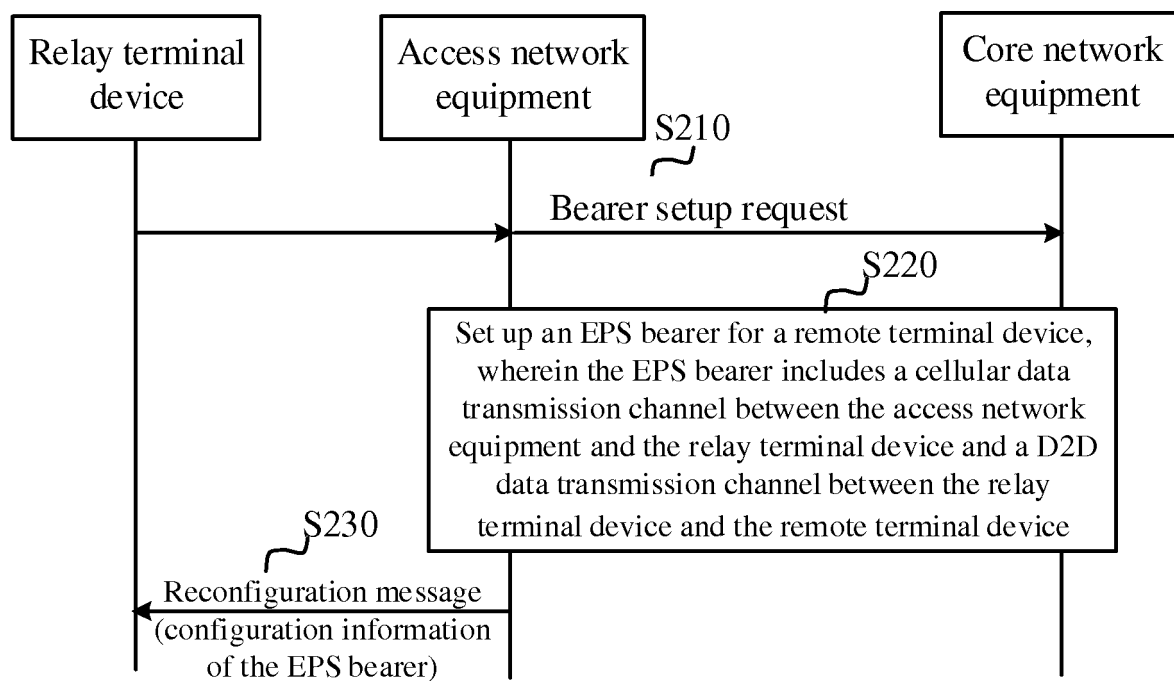 Relay terminal
device
Access network
equipment
Core network
equipment
S210
Bearer setup request
S220
Set up an EPS bearer for a remote terminal device,
wherein the EPS bearer includes a cellular data
transmission channel between the access network
equipment and the relay terminal device and a D2D
data transmission channel between the relay
terminal device and the remote terminal device
S230
Reconfiguration message
(configuration information
of the EPS bearer)